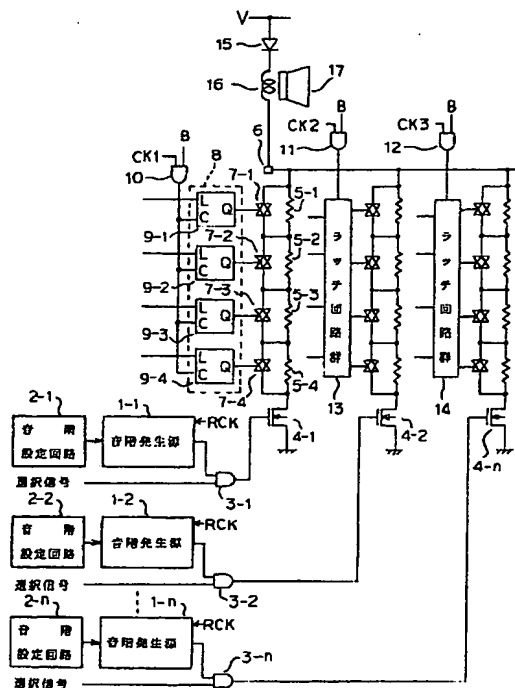 V
15
16
17
B
CK2
11
B
CK3
12
6
B
CK1
10
8
7-1
L
Q
C
9-1
5-1
7-2
L
Q
C
9-2
5-2
7-3
L
Q
C
9-3
5-3
L
Q
C
9-4
7-4
5-4
ラッチ回路群
13
ラッチ回路群
14
4-1
4-2
4-n
2-1
音階
設定回路
1-1
音階発生源
RCK
選択信号
3-1
2-2
音階
設定回路
1-2
音階発生源
RCK
選択信号
3-2
2-n
音階
設定回路
1-n
音階発生源
RCK
選択信号
3-n